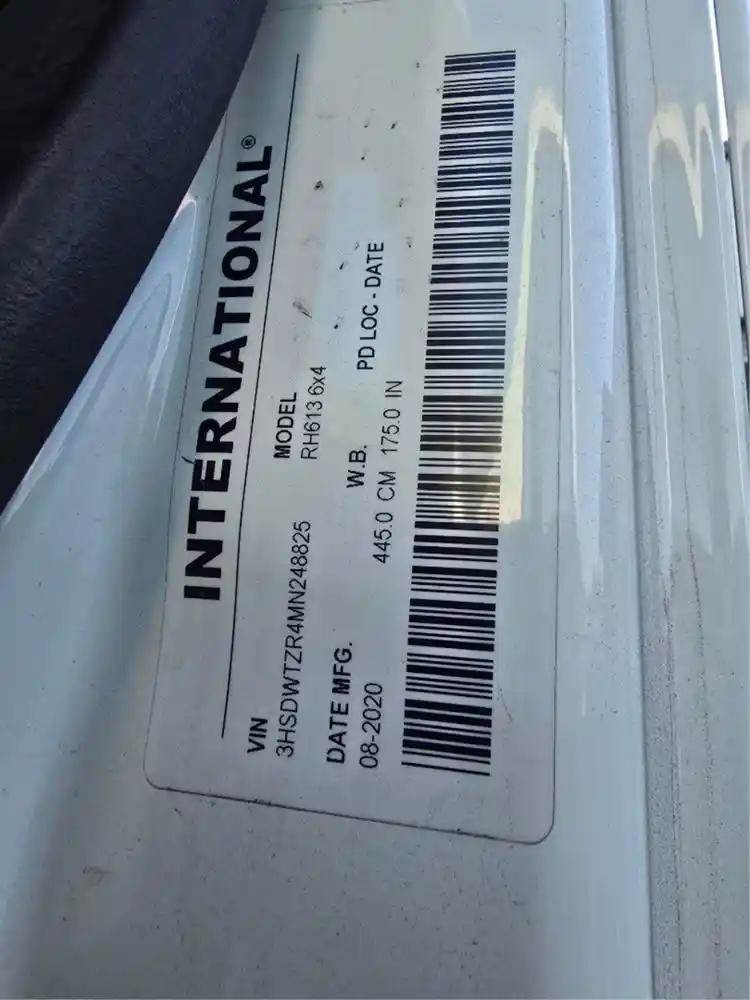 INTERNATIONAL®
VIN MODEL
3HSDWTZR4MN248825 RH613 6x4
DATE MFG. W.B. PD LOC - DATE
08-2020 445.0 CM 175.0 IN